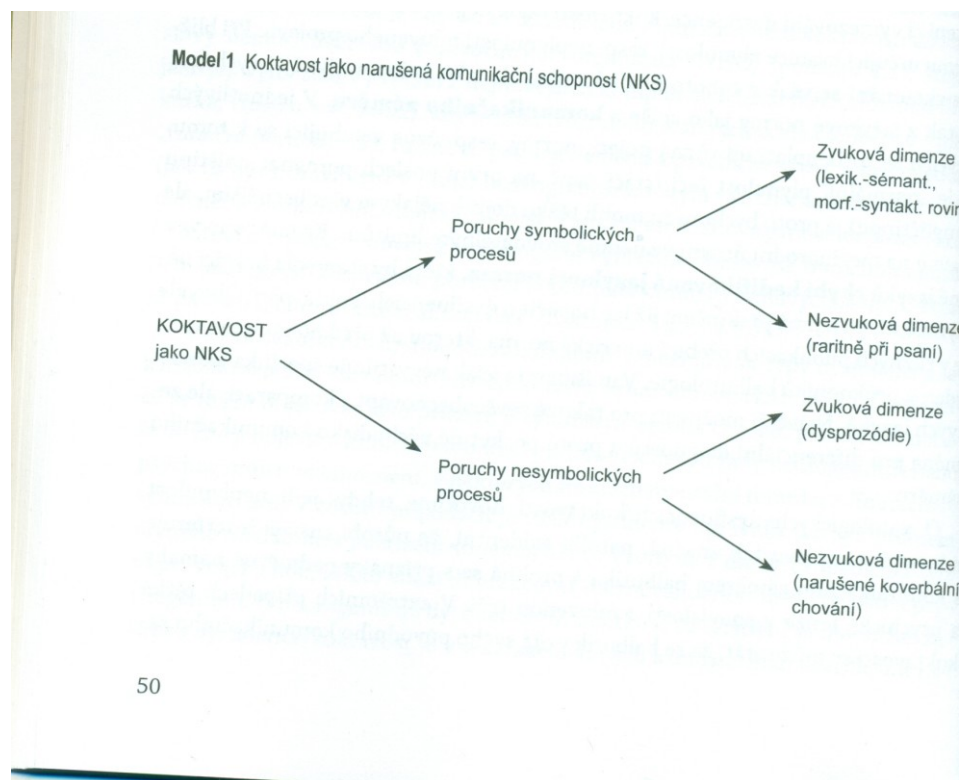 Model 1 Koktavost jako narušená komunikační schopnost (NKS)
Zvuková dimenze
(lexik.-sémant.,
morf.-syntakt. rovin
Poruchy symbolických
procesů
Nezvuková dimenze
(raritně při psaní)
KOKTAVOST
jako NKS
Zvuková dimenze
(dysprozódie)
Poruchy nesymbolických
procesů
Nezvuková dimenze
(narušené koverbální
chování)
50